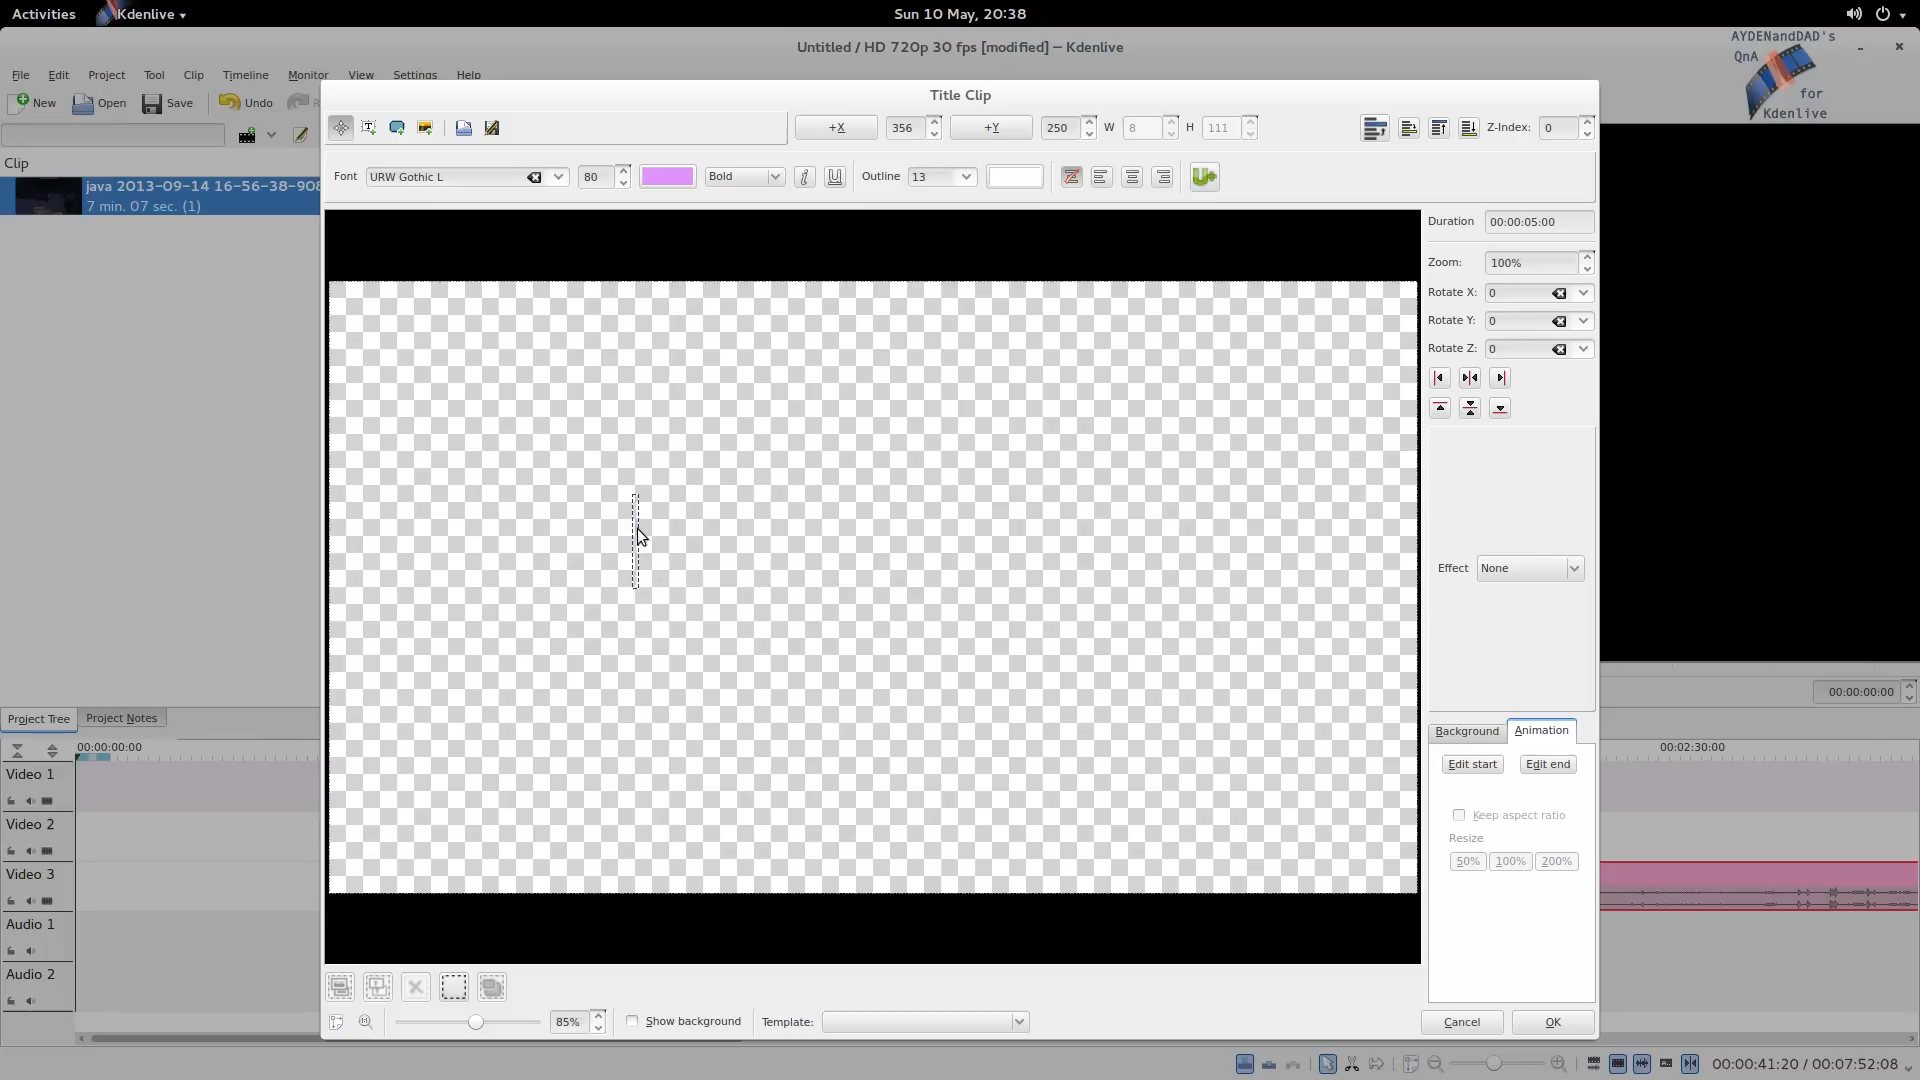 Activities
Kdenlive
Sun 10 May, 20:38
Untitled / HD 720p 30 fps [modified] — Kdenlive
AYDENandDAD's
QnA
for
Kdenlive
File Edit Project Tool Clip Timeline Monitor View Settings Help
New Open Save Undo
Title Clip
+X 356 +Y 250 W 8 H 111 Z-Index: 0
Clip
Font URW Gothic L 80 Bold i U Outline 13
java 2013-09-14 16-56-38-908
7 min. 07 sec. (1)
Duration 00:00:05:00
Zoom: 100%
Rotate X: 0
Rotate Y: 0
Rotate Z: 0
Effect None
00:00:00:00
Project Tree Project Notes
Background Animation
00:00:00:00
00:02:30:00
Edit start Edit end
Video 1
Video 2
Video 3
Audio 1
Audio 2
Keep aspect ratio
Resize
50% 100% 200%
85% Show background Template:
Cancel OK
00:00:41:20 / 00:07:52:08